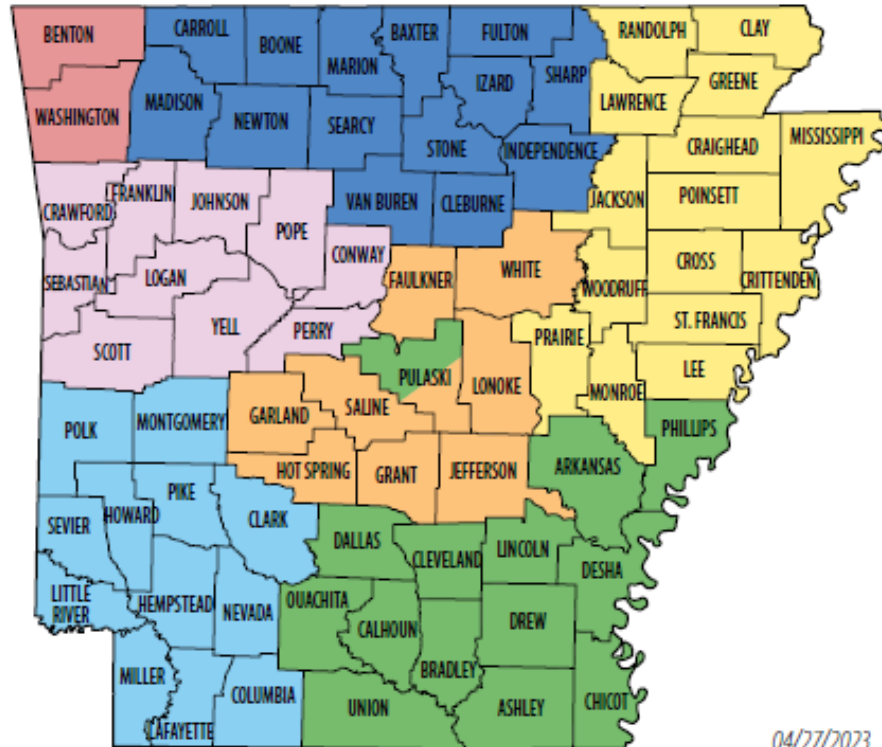 BENTON
CARROLL
BOONE
MARION
BAXTER
FULTON
SHARP
RANDOLPH
CLAY
WASHINGTON
MADISON
NEWTON
SEARCY
IZARD
STONE
INDEPENDENCE
LAWRENCE
GREENE
CRAIGHEAD
MISSISSIPPI
CRAWFORD
FRANKLIN
JOHNSON
POPE
VAN BUREN
CLEBURNE
JACKSON
POINSETT
SEBASTIAN
LOGAN
CONWAY
FAULKNER
WHITE
WOODRUFF
CROSS
CRITTENDEN
SCOTT
YELL
PERRY
PULASKI
LONOKE
PRAIRIE
ST. FRANCIS
LEE
MONROE
POLK
MONTGOMERY
GARLAND
SALINE
PHILLIPS
HOT SPRING
GRANT
JEFFERSON
ARKANSAS
SEVIER
HOWARD
PIKE
CLARK
DALLAS
CLEVELAND
LINCOLN
DESHA
LITTLE
RIVER
HEMPSTEAD
NEVADA
OUACHITA
CALHOUN
BRADLEY
DREW
MILLER
LAFAYETTE
COLUMBIA
UNION
ASHLEY
CHICOT
04/27/2023